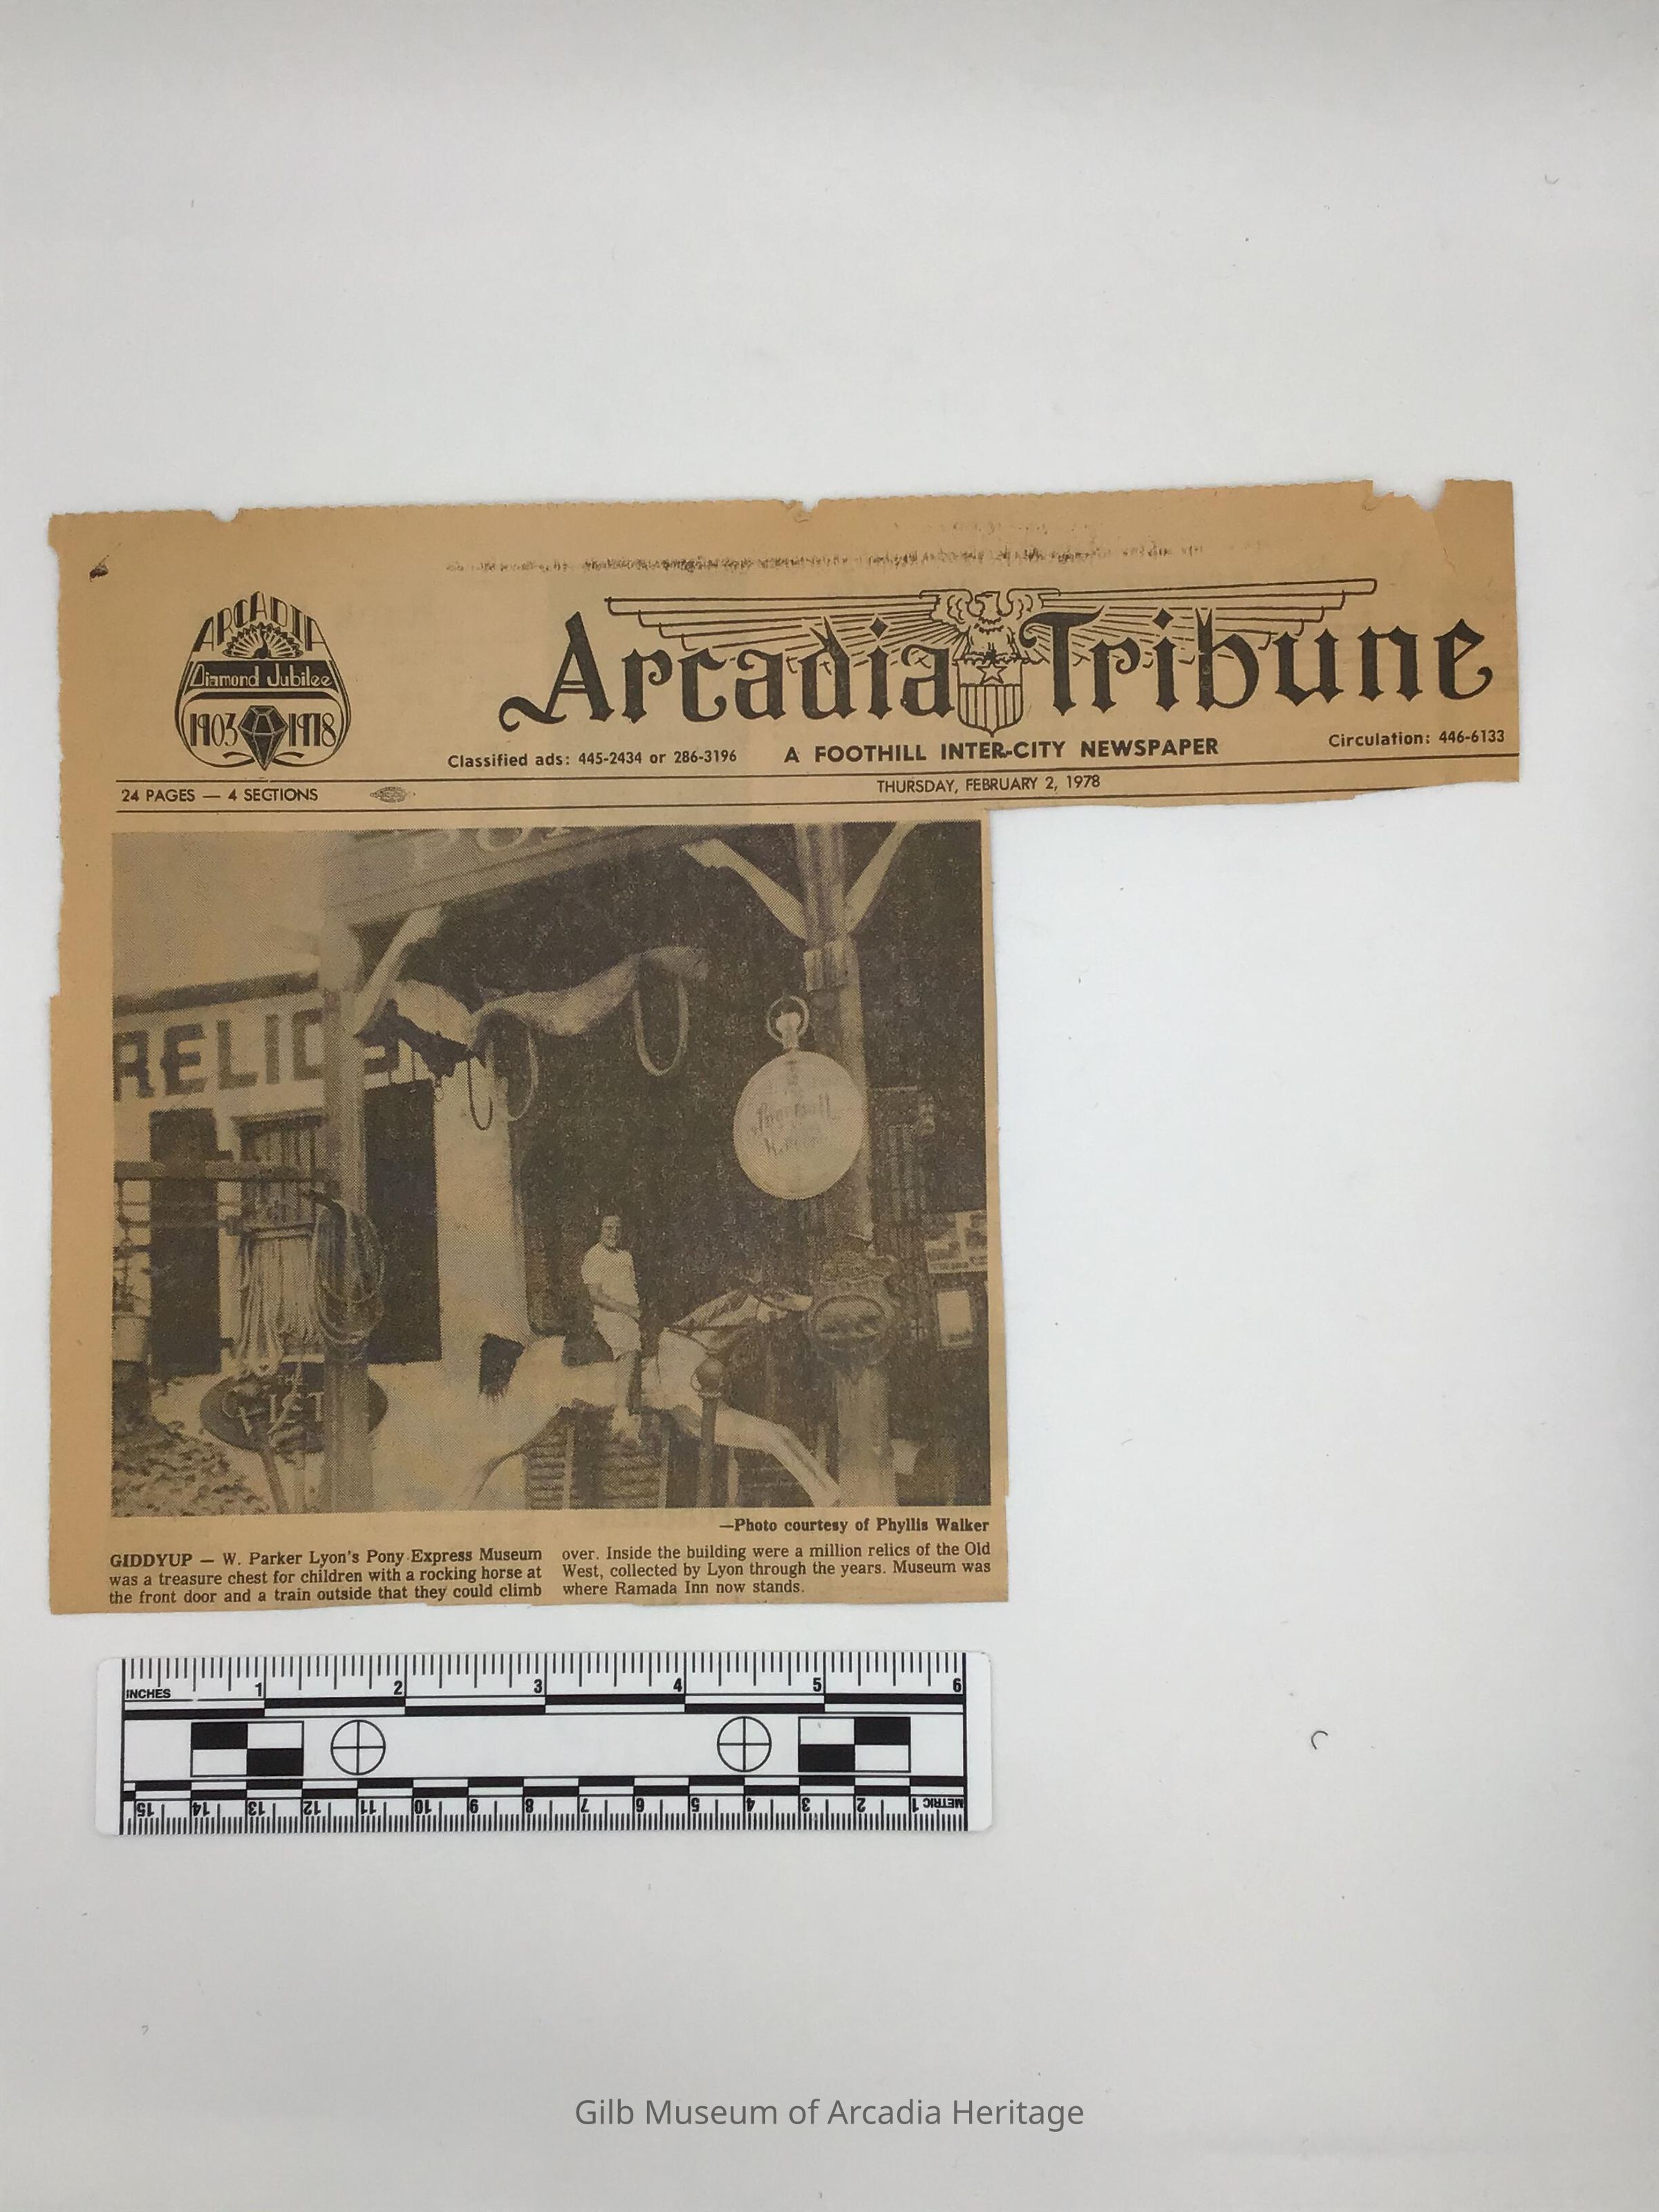 ARCADIA
Diamond Jubilee
1903 1978
Arcadia Tribune
Classified ads: 445-2434 or 286-3196
A FOOTHILL INTER-CITY NEWSPAPER
Circulation: 446-6133
24 PAGES — 4 SECTIONS
THURSDAY, FEBRUARY 2, 1978
PON
RELICS
Ingersoll
—Photo courtesy of Phyllis Walker
GIDDYUP — W. Parker Lyon's Pony Express Museum
was a treasure chest for children with a rocking horse at
the front door and a train outside that they could climb
over. Inside the building were a million relics of the Old
West, collected by Lyon through the years. Museum was
where Ramada Inn now stands.
INCHES 1 2 3 4 5 6
15 14 13 12 11 10 9 8 7 6 5 4 3 2 1 METRIC
Gilb Museum of Arcadia Heritage